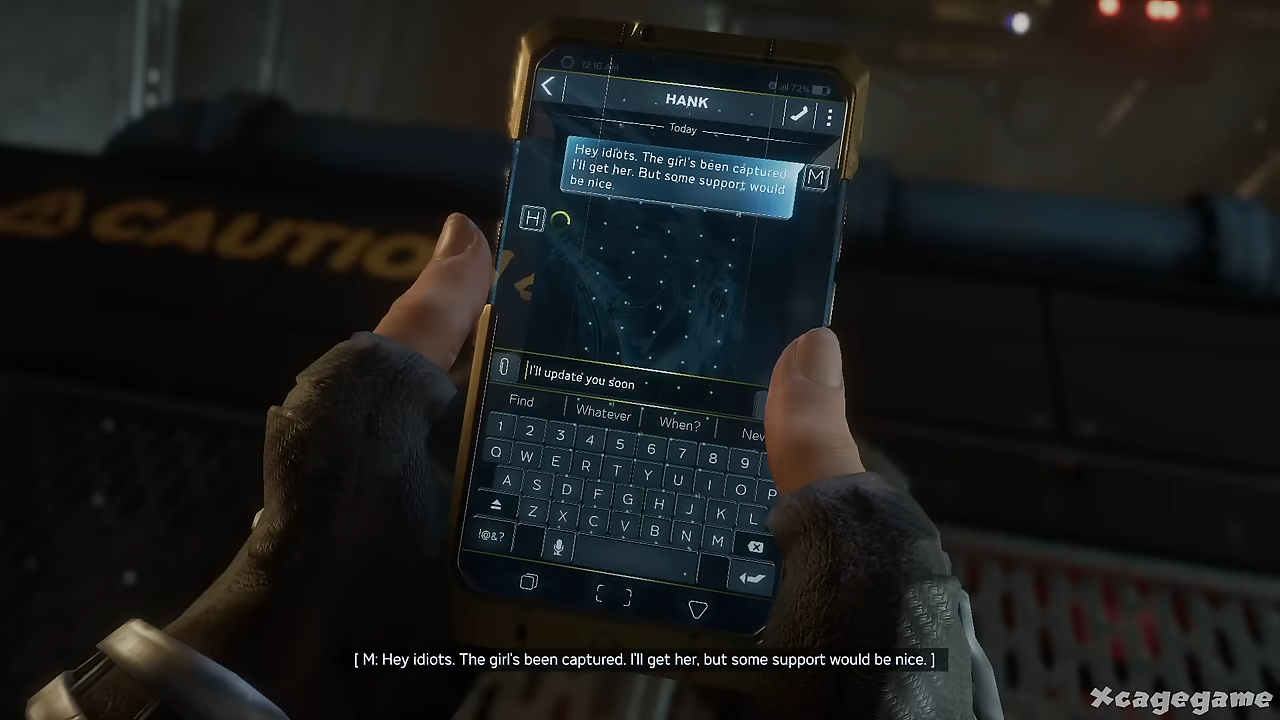 12:16 AM
72%
HANK
Today
Hey idiots. The girl's been captured
I'll get her. But some support would
be nice.
M
H
CAUTION
I'll update you soon
Find Whatever When? New
1 2 3 4 5 6 7 8 9
Q W E R T Y U I O P
A S D F G H J K L
Z X C V B N M
!@&?
[ M: Hey idiots. The girl's been captured. I'll get her, but some support would be nice. ]
Xcagegame